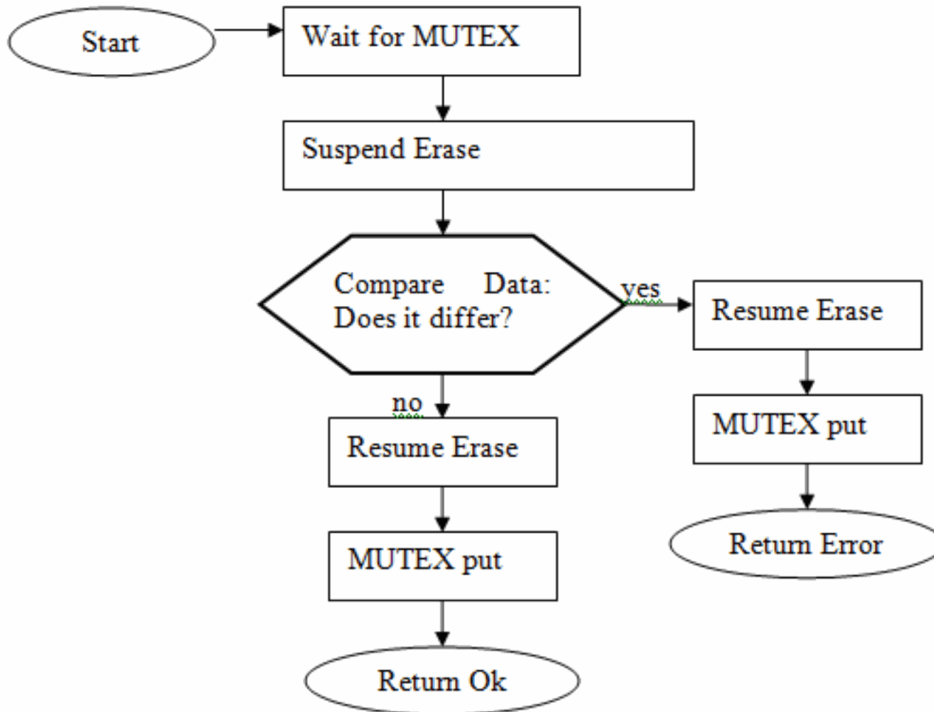 Start
Wait for MUTEX
Suspend Erase
Compare Data:
Does it differ?
yes
Resume Erase
MUTEX put
Return Error
no
Resume Erase
MUTEX put
Return Ok